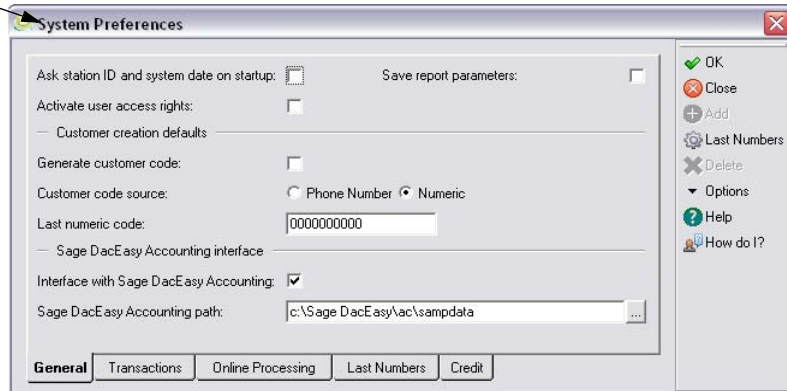 System Preferences
Ask station ID and system date on startup:
Save report parameters:
Activate user access rights:
Customer creation defaults
Generate customer code:
Customer code source:
Phone Number
Numeric
Last numeric code:
0000000000
Sage DacEasy Accounting interface
Interface with Sage DacEasy Accounting:
Sage DacEasy Accounting path:
c:\Sage DacEasy\ac\sampdata
...
General
Transactions
Online Processing
Last Numbers
Credit
OK
Close
Add
Last Numbers
Delete
Options
Help
How do I?